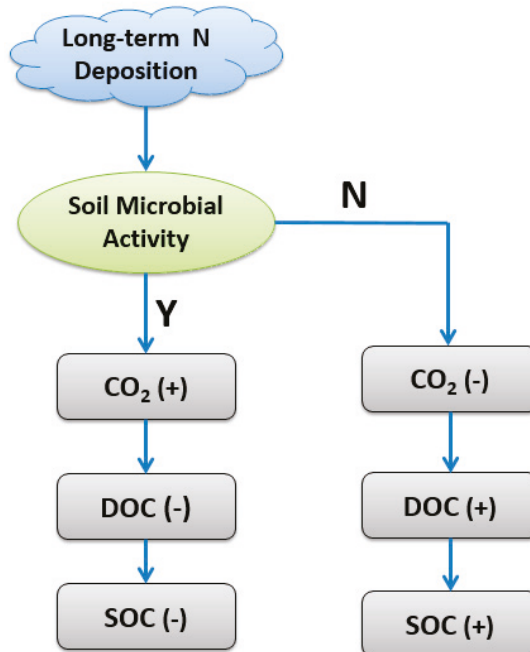 Long-term N
Deposition
Soil Microbial
Activity
N
Y
CO₂ (+)
CO₂ (-)
DOC (-)
DOC (+)
SOC (-)
SOC (+)